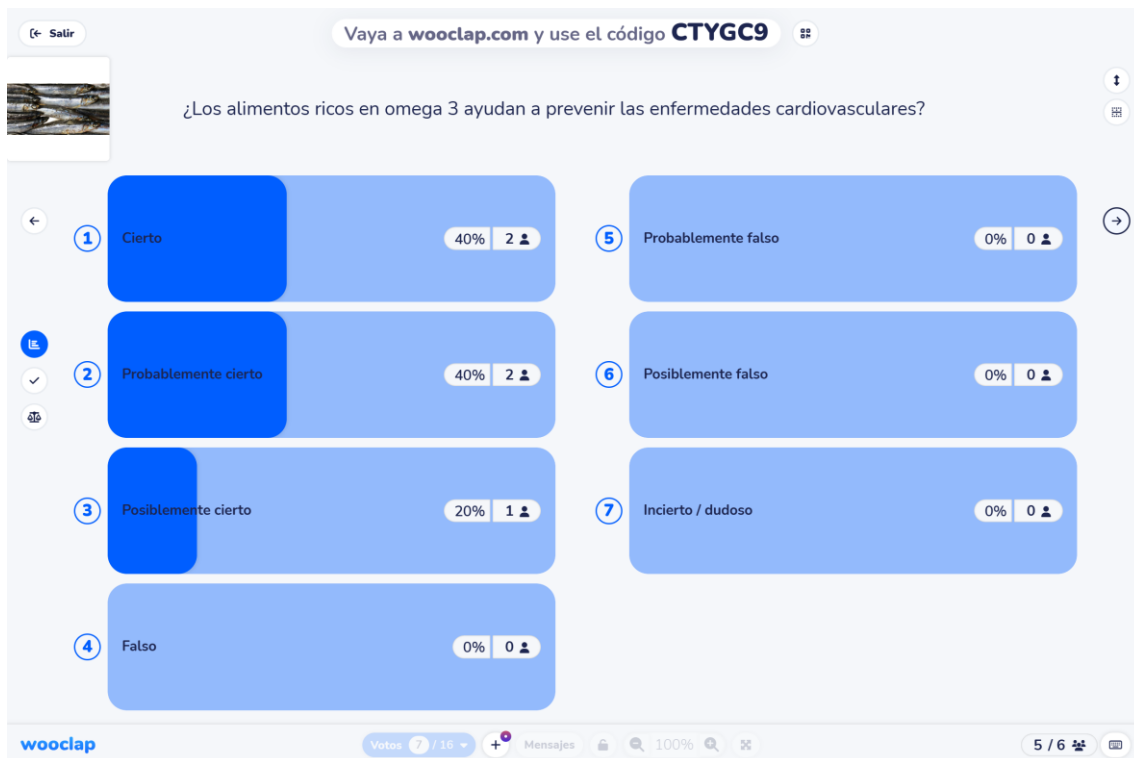 Salir
Vaya a wooclap.com y use el código CTYGC9
¿Los alimentos ricos en omega 3 ayudan a prevenir las enfermedades cardiovasculares?
1 Cierto 40% 2
2 Probablemente cierto 40% 2
3 Posiblemente cierto 20% 1
4 Falso 0% 0
5 Probablemente falso 0% 0
6 Posiblemente falso 0% 0
7 Incierto / dudoso 0% 0
wooclap Votos 7 / 16 + Mensajes 100% 5 / 6